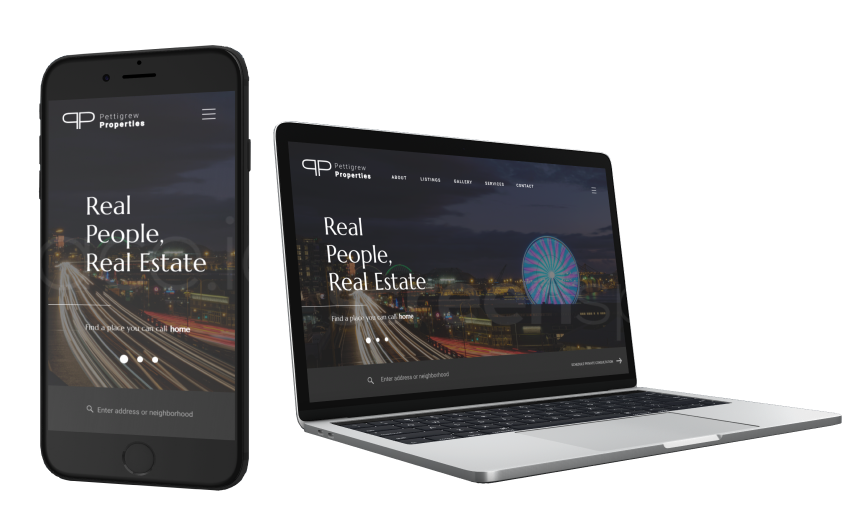 Pettigrew
Properties
Real
People,
Real Estate
Find a place you can call home
Enter address or neighborhood
Pettigrew
Properties
ABOUT LISTINGS GALLERY SERVICES CONTACT
Real
People,
Real Estate
Find a place you can call home
Enter address or neighborhood